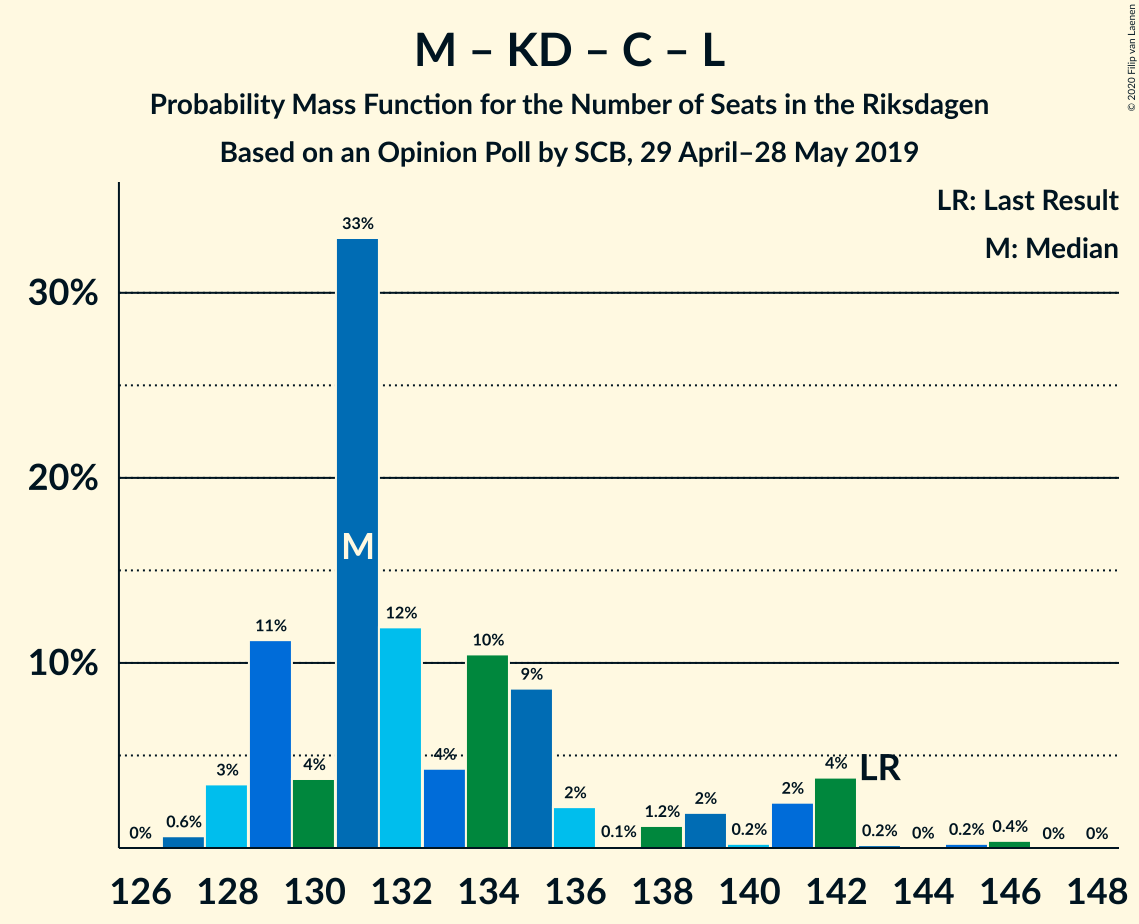 M – KD – C – L
Probability Mass Function for the Number of Seats in the Riksdagen
Based on an Opinion Poll by SCB, 29 April–28 May 2019
© 2020 Filip van Laenen
LR: Last Result
M: Median
30%
20%
10%
0%
0.6%
3%
11%
4%
33%
M
12%
4%
10%
9%
2%
0.1%
1.2%
2%
0.2%
2%
4%
LR
0.2%
0%
0.2%
0.4%
0%
0%
126 128 130 132 134 136 138 140 142 144 146 148